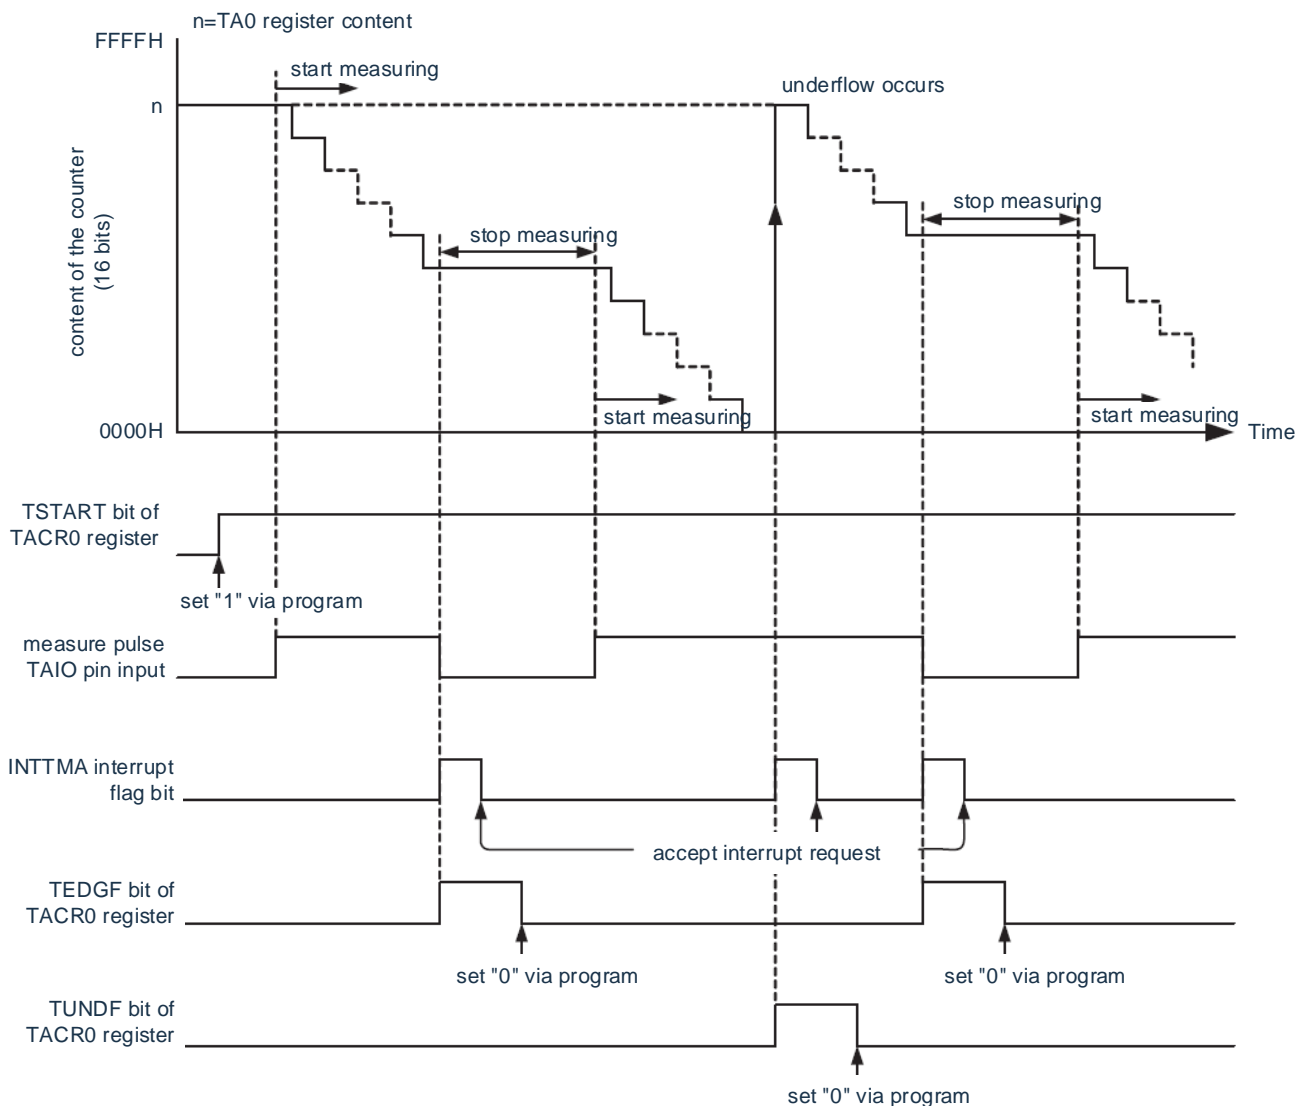 n=TA0 register content
FFFFH
start measuring
underflow occurs
n
content of the counter
(16 bits)
stop measuring
stop measuring
start measuring
start measuring
0000H
Time
TSTART bit of
TACR0 register
set "1" via program
measure pulse
TAIO pin input
INTTMA interrupt
flag bit
accept interrupt request
TEDGF bit of
TACR0 register
set "0" via program
set "0" via program
TUNDF bit of
TACR0 register
set "0" via program